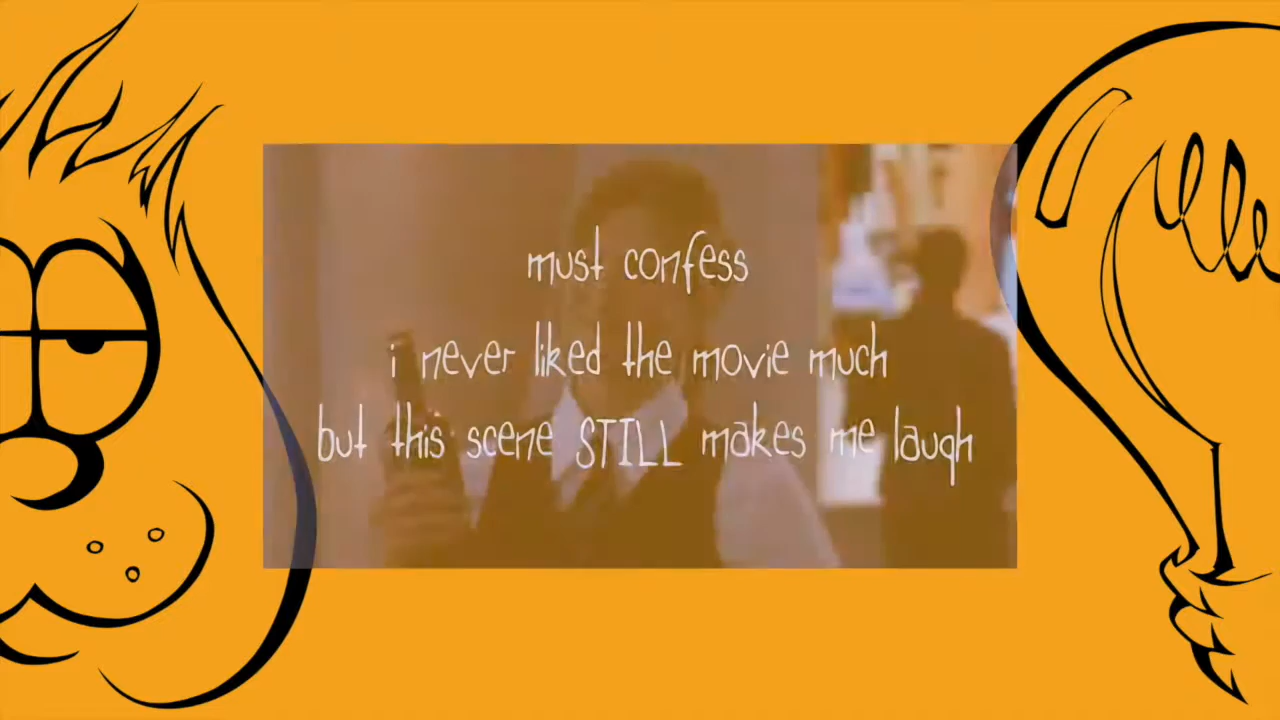 must confess
i never liked the movie much
but this scene STILL makes me laugh